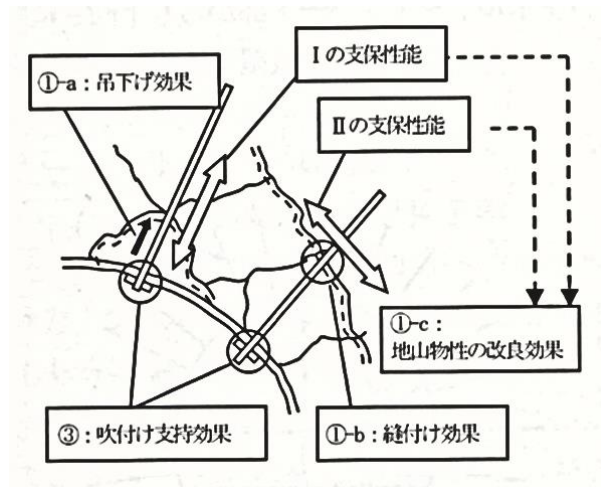 Ⅰの支保性能
①-a：吊下げ効果
Ⅱの支保性能
①-c：
地山物性の改良効果
③：吹付け支持効果
①-b：縫付け効果